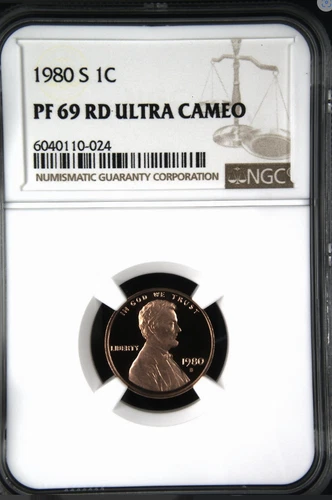 1980 S 1C
PF 69 RD ULTRA CAMEO
6040110-024
NUMISMATIC GUARANTY CORPORATION
NGC
IN GOD WE TRUST
LIBERTY
1980
S